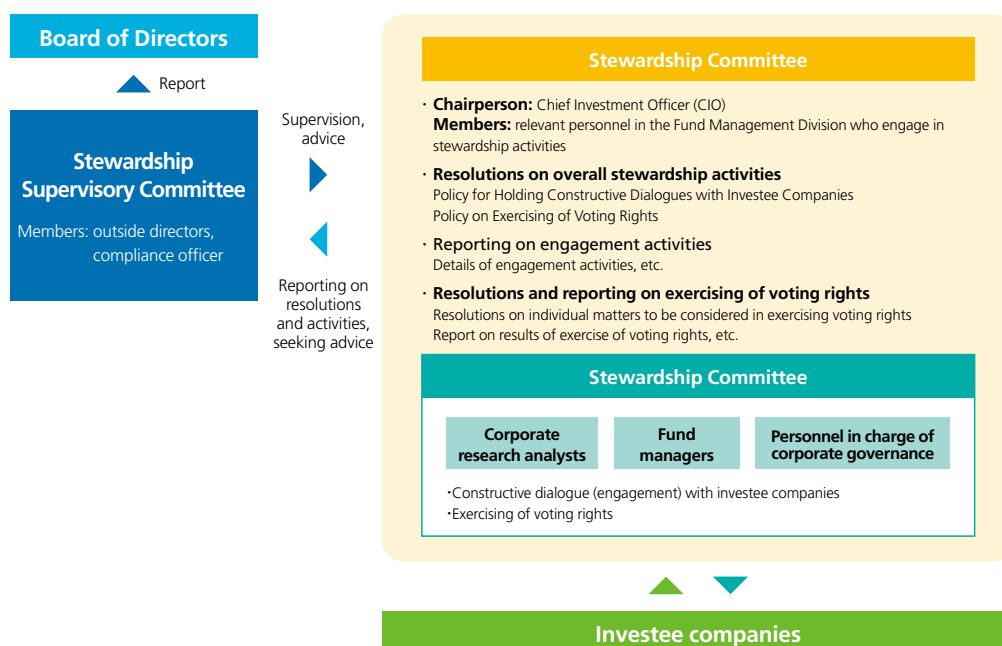 Board of Directors
Report
Stewardship
Supervisory Committee
Members: outside directors,
compliance officer
Supervision,
advice
Reporting on
resolutions
and activities,
seeking advice
Stewardship Committee
· Chairperson: Chief Investment Officer (CIO)
Members: relevant personnel in the Fund Management Division who engage in
stewardship activities
· Resolutions on overall stewardship activities
Policy for Holding Constructive Dialogues with Investee Companies
Policy on Exercising of Voting Rights
· Reporting on engagement activities
Details of engagement activities, etc.
· Resolutions and reporting on exercising of voting rights
Resolutions on individual matters to be considered in exercising voting rights
Report on results of exercise of voting rights, etc.
Stewardship Committee
Corporate
research analysts
Fund
managers
Personnel in charge of
corporate governance
·Constructive dialogue (engagement) with investee companies
·Exercising of voting rights
Investee companies